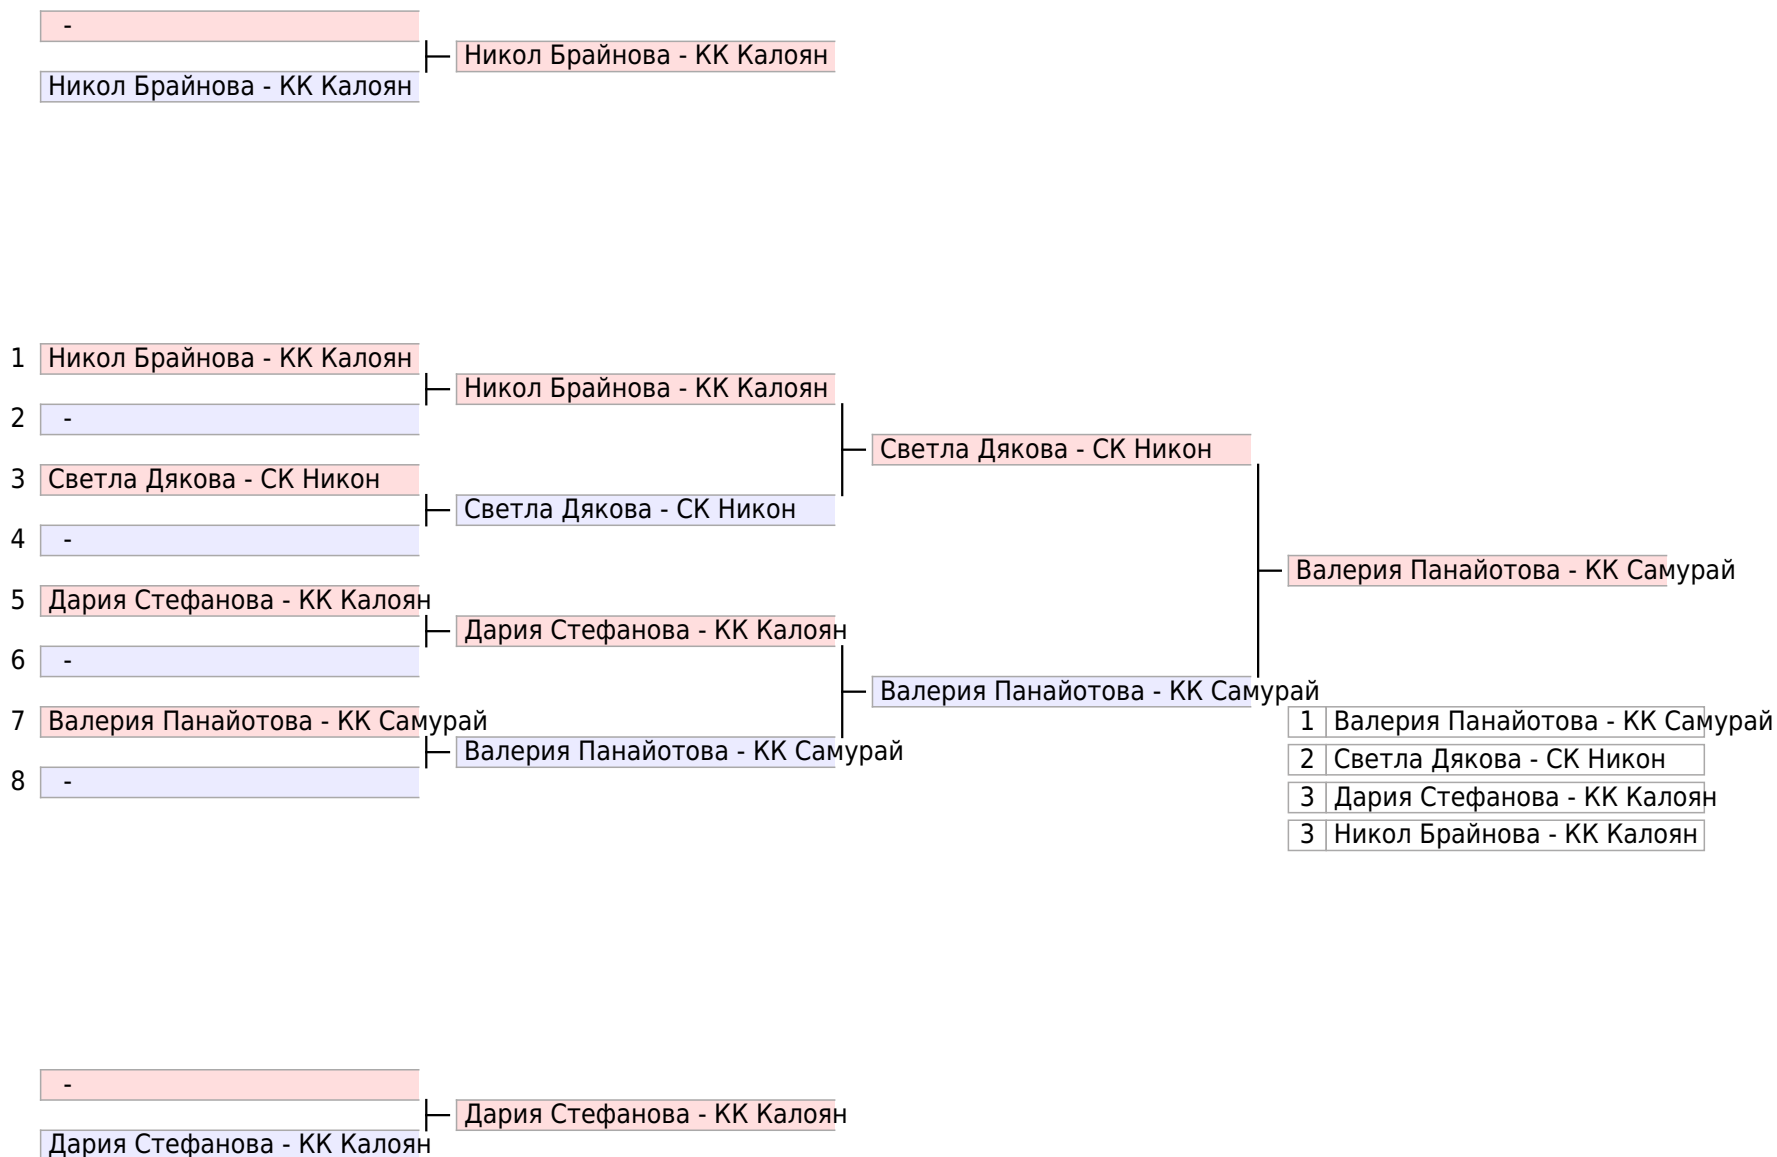 -
Никол Брайнова - КК Калоян
Никол Брайнова - КК Калоян
1 Никол Брайнова - КК Калоян
Никол Брайнова - КК Калоян
2 -
Светла Дякова - СК Никон
3 Светла Дякова - СК Никон
Светла Дякова - СК Никон
4 -
Валерия Панайотова - КК Самурай
5 Дария Стефанова - КК Калоян
Дария Стефанова - КК Калоян
6 -
Валерия Панайотова - КК Самурай
7 Валерия Панайотова - КК Самурай
Валерия Панайотова - КК Самурай
8 -
1 Валерия Панайотова - КК Самурай
2 Светла Дякова - СК Никон
3 Дария Стефанова - КК Калоян
3 Никол Брайнова - КК Калоян
-
Дария Стефанова - КК Калоян
Дария Стефанова - КК Калоян